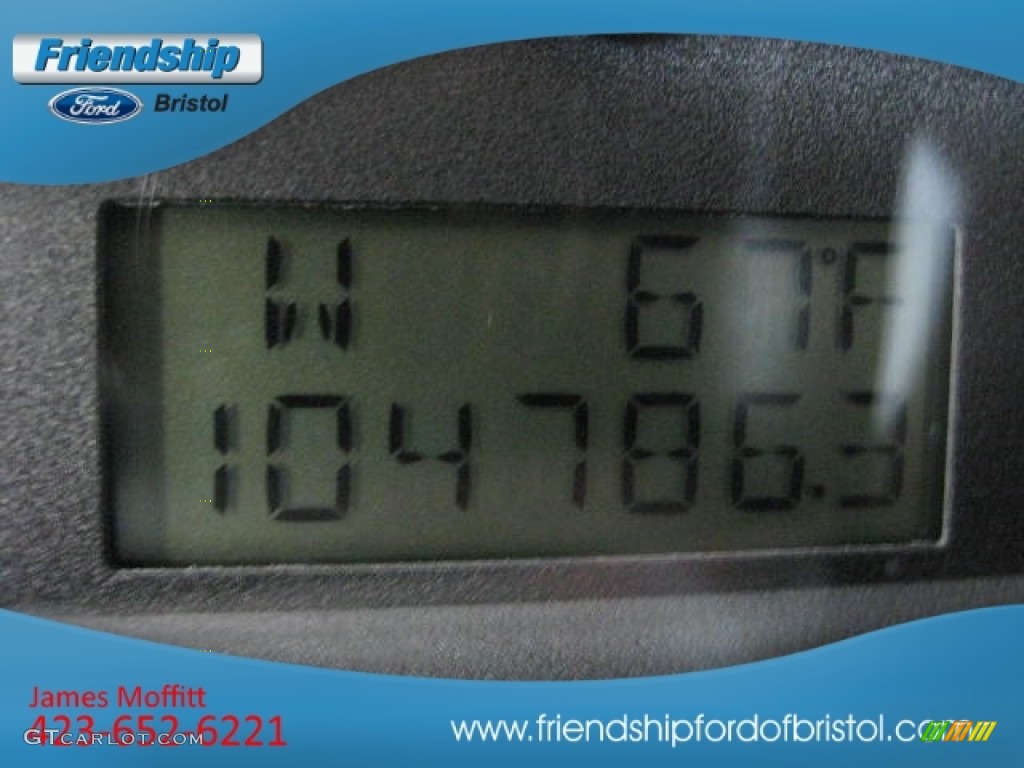 Friendship
Ford Bristol
W 67°F
104786.3
James Moffitt
423-652-6221
GTCARLOT.COM
www.friendshipfordofbristol.com